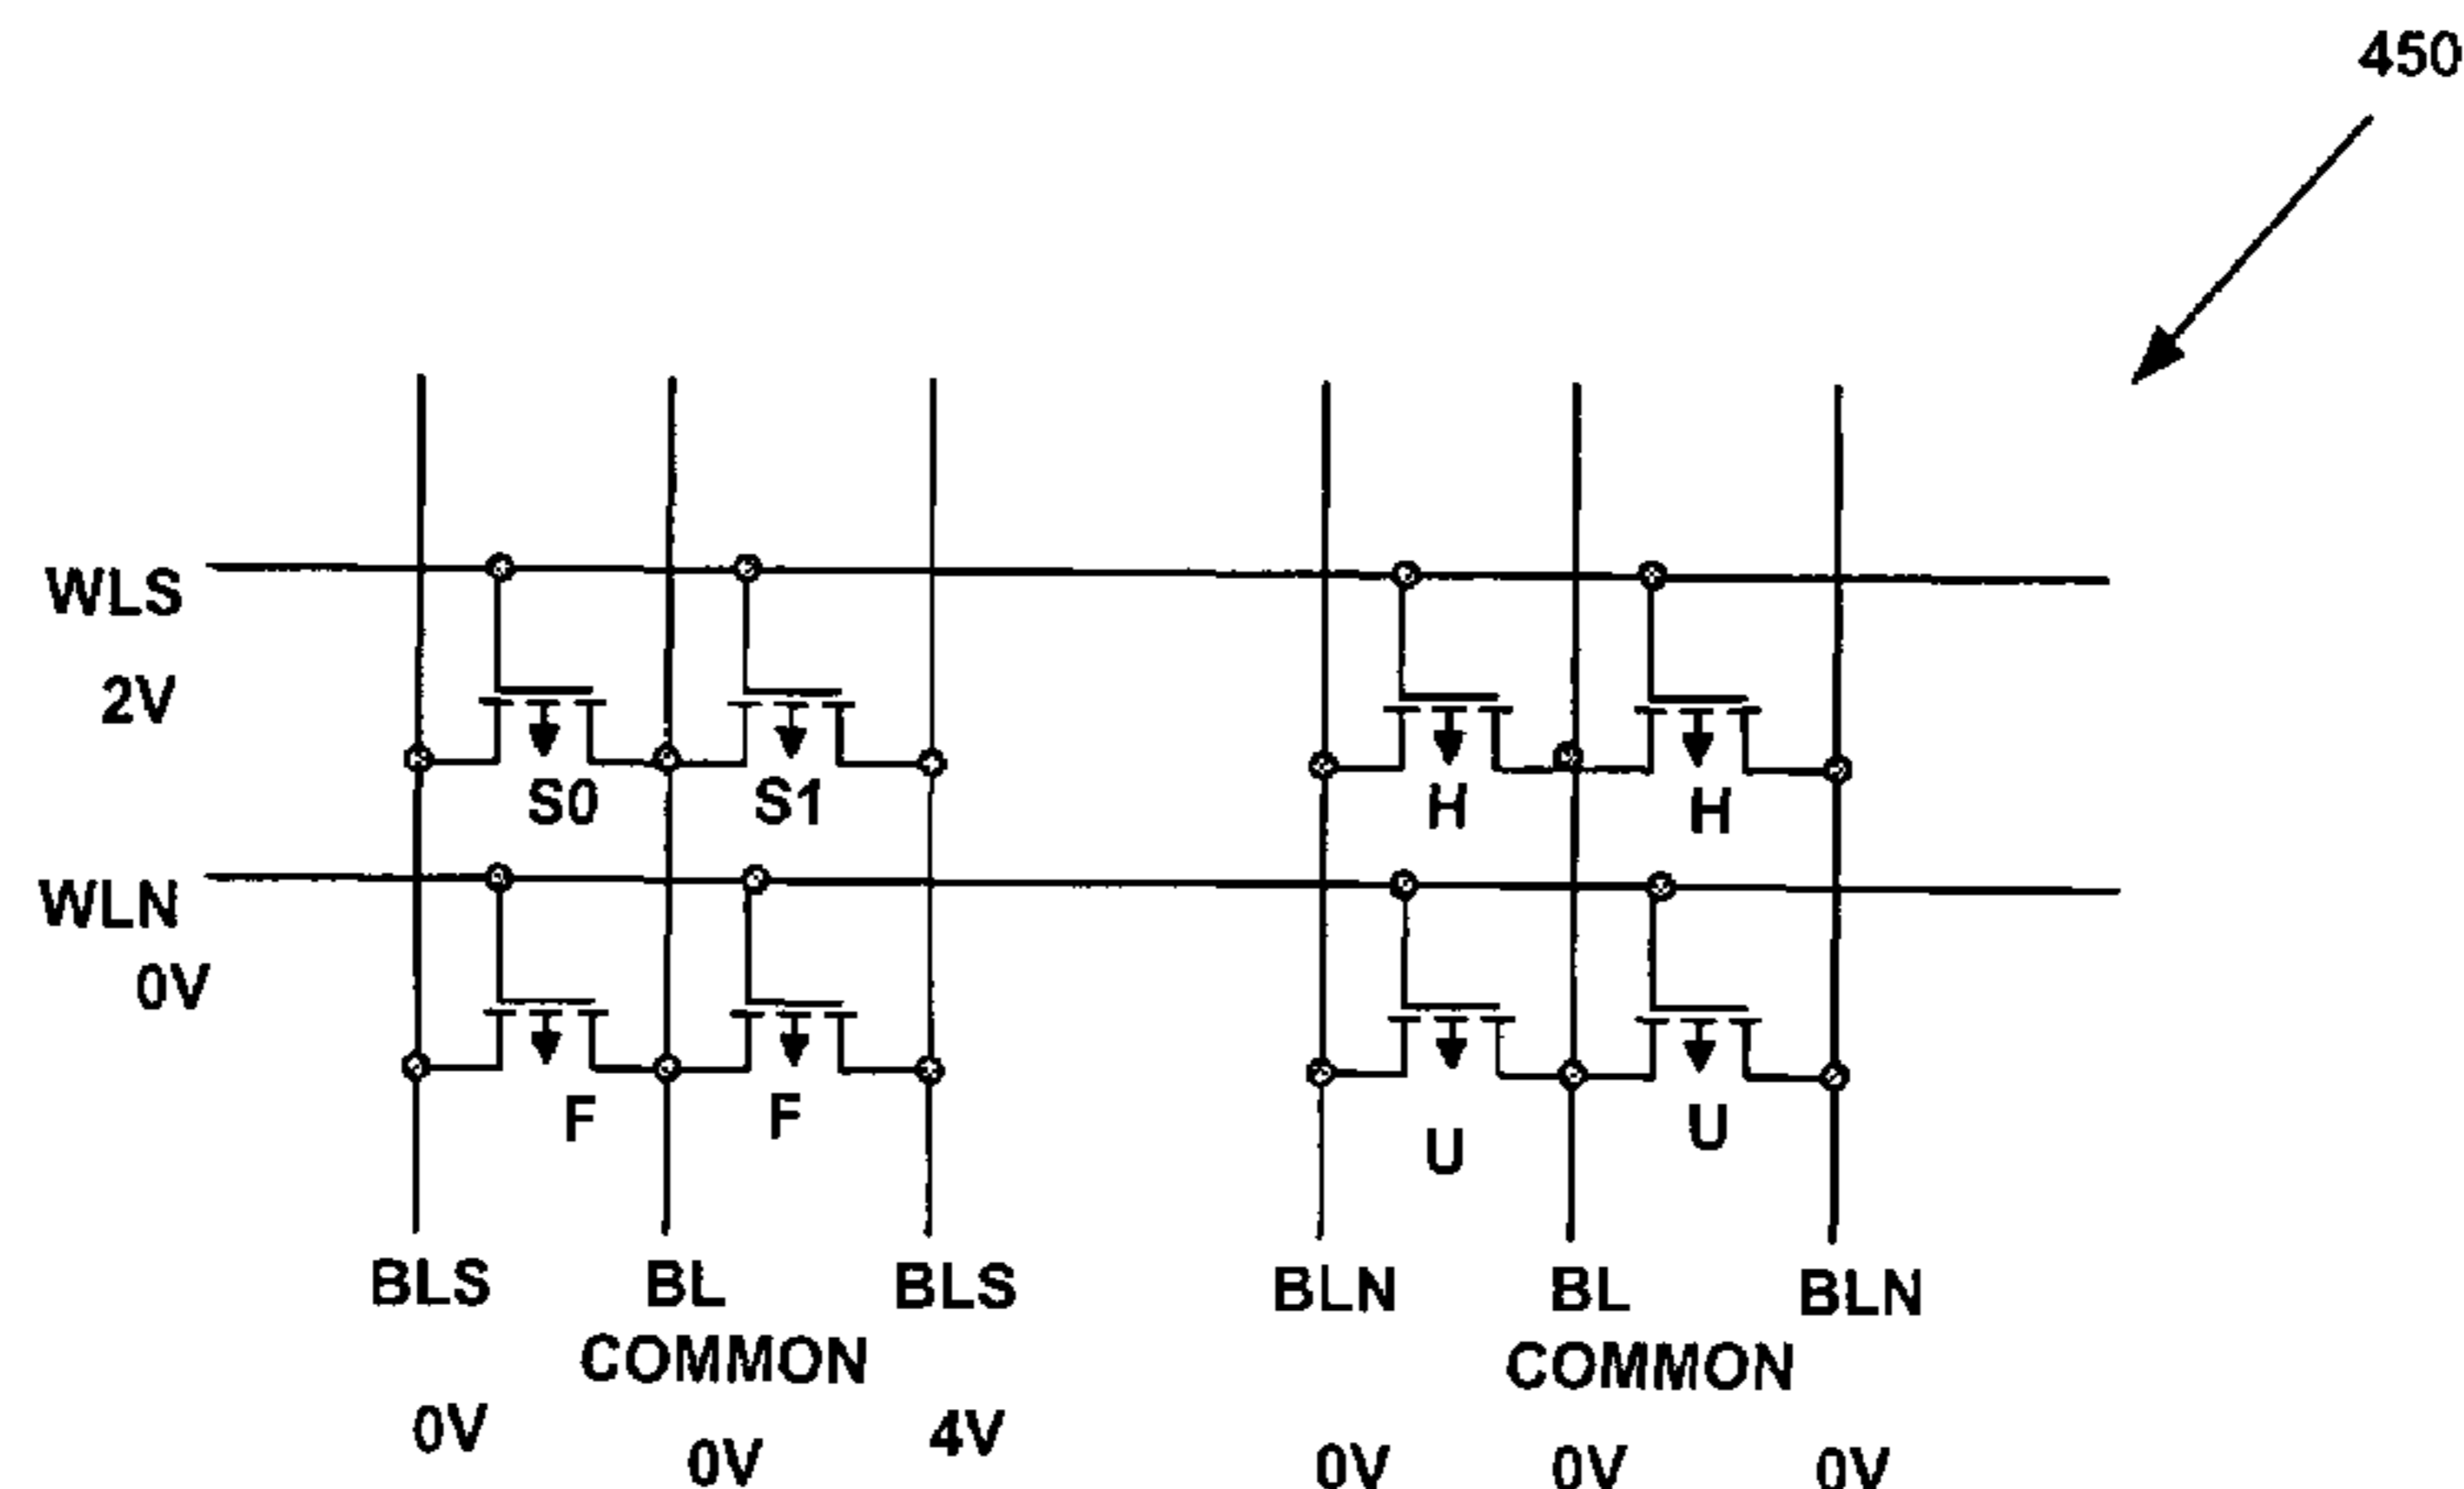 450
WLS
2V
S0 S1 H H
WLN
0V
F F U U
BLS BL COMMON BLS BLN BL COMMON BLN
0V 0V 4V 0V 0V 0V